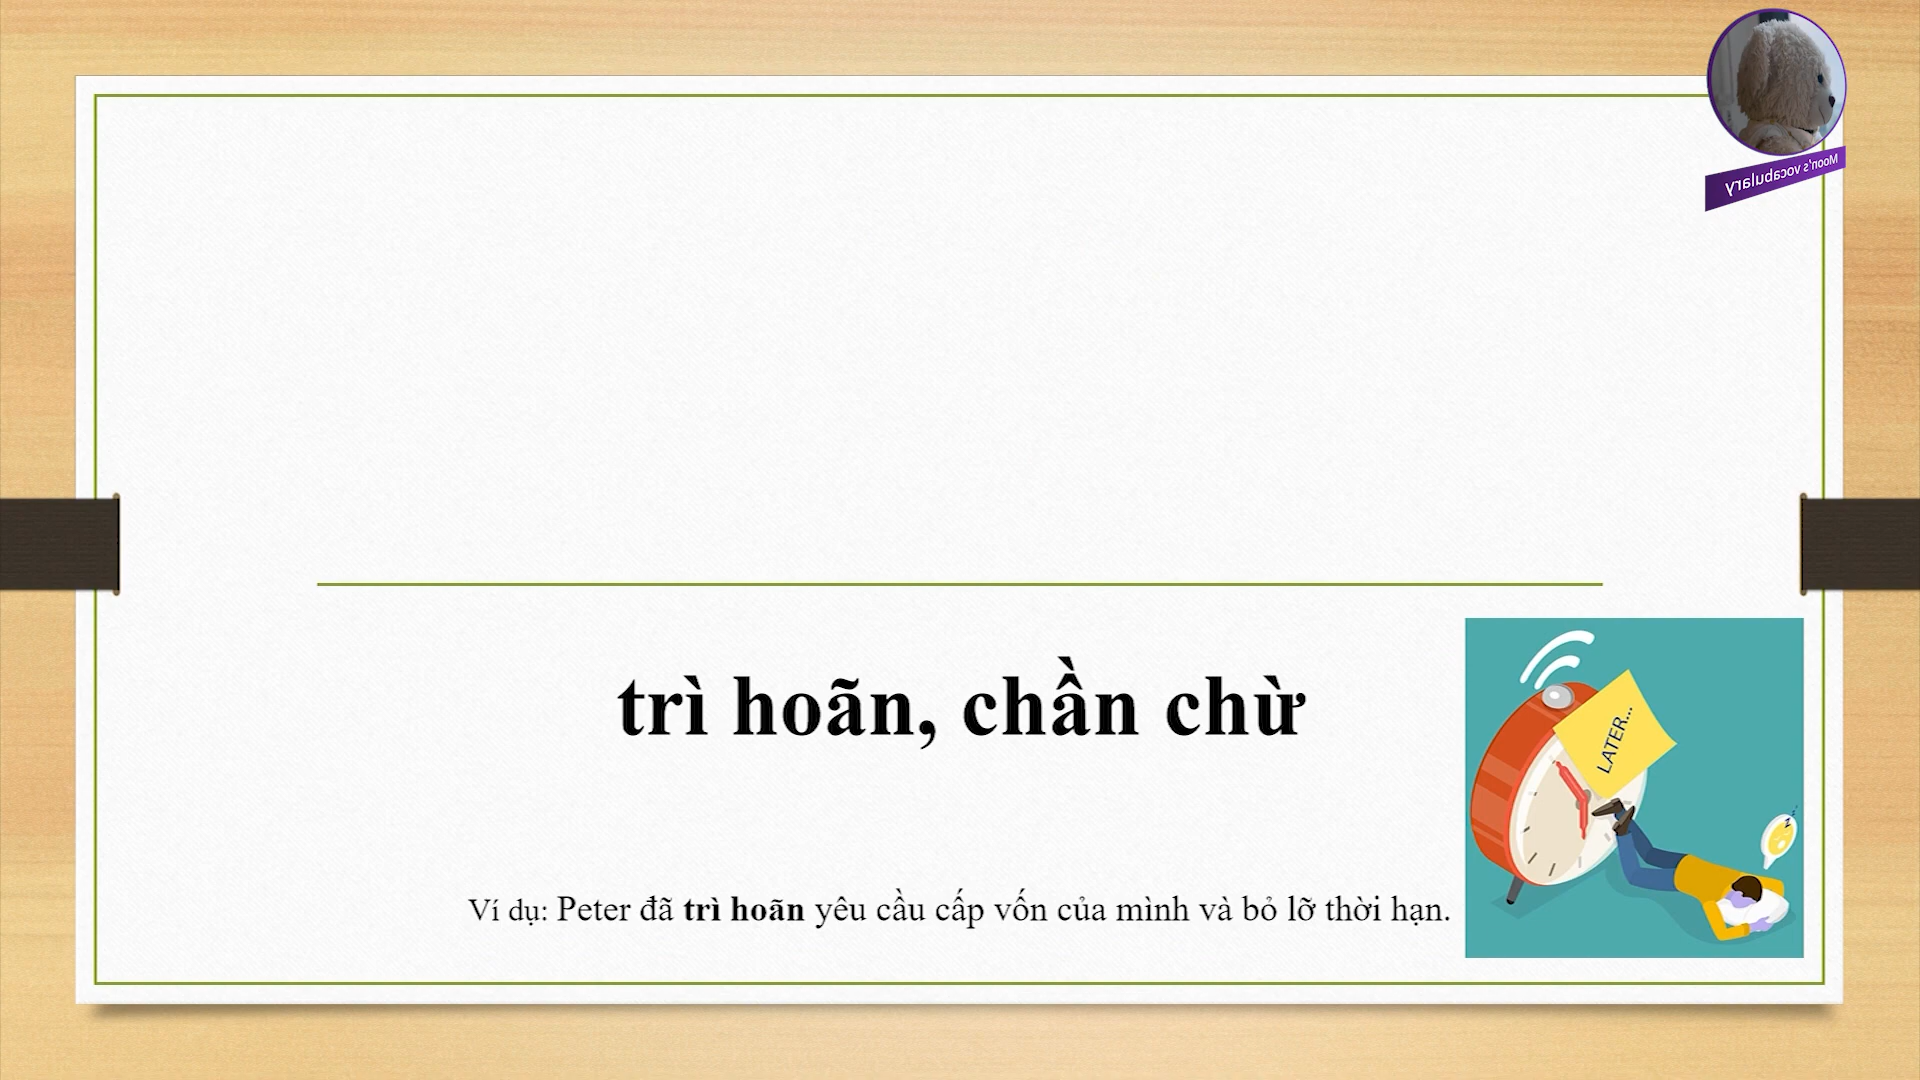 Moon's vocabulary
trì hoãn, chần chừ
LATER...
Ví dụ: Peter đã trì hoãn yêu cầu cấp vốn của mình và bỏ lỡ thời hạn.